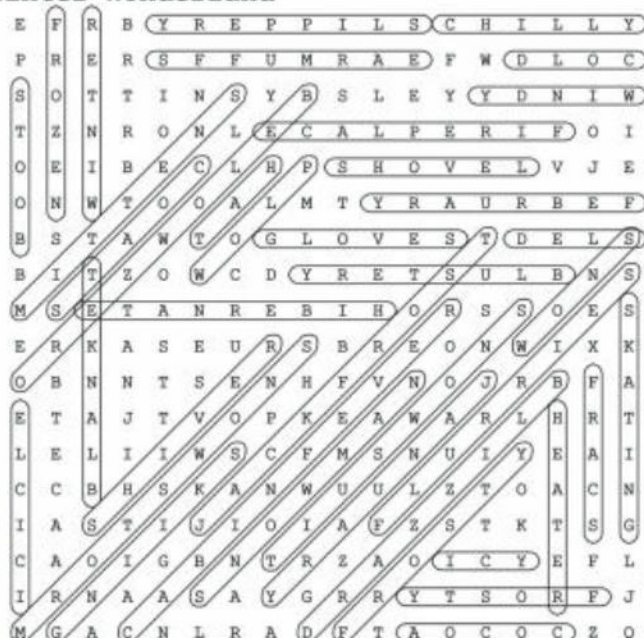 E F R B Y R E P P I L S C H I L L Y
P R E R S F F U M R A E F W D L O C
S O T T I N S Y B S L E Y Y D N I W
T Z N R O N L E C A L P E R I F O I
O E I B E C L H P S H O V E L V J E
O N W T O O A L M T Y R A U R B E F
B S T A W T O G L O V E S T D E L S
B I T Z O W C D Y R E T S U L B N S
M S E T A N R E B I H O R S S O E S
E R K A S E U R S B R E O N W I X K
O B N N T S E N H F V N O J R B F A
E T A J T V O P K E A W A R L H R T
L E L I I W S C F M S N U I Y E A I
C C B H S K A N W U U L Z T O A C N
I A S T I J I O I A F Z S T K T S G
C A O I G B N T R Z A O I C Y E F L
I R N A A S A Y G R R Y T S O R F J
M G A C N L R A D F T A O C O C Z O